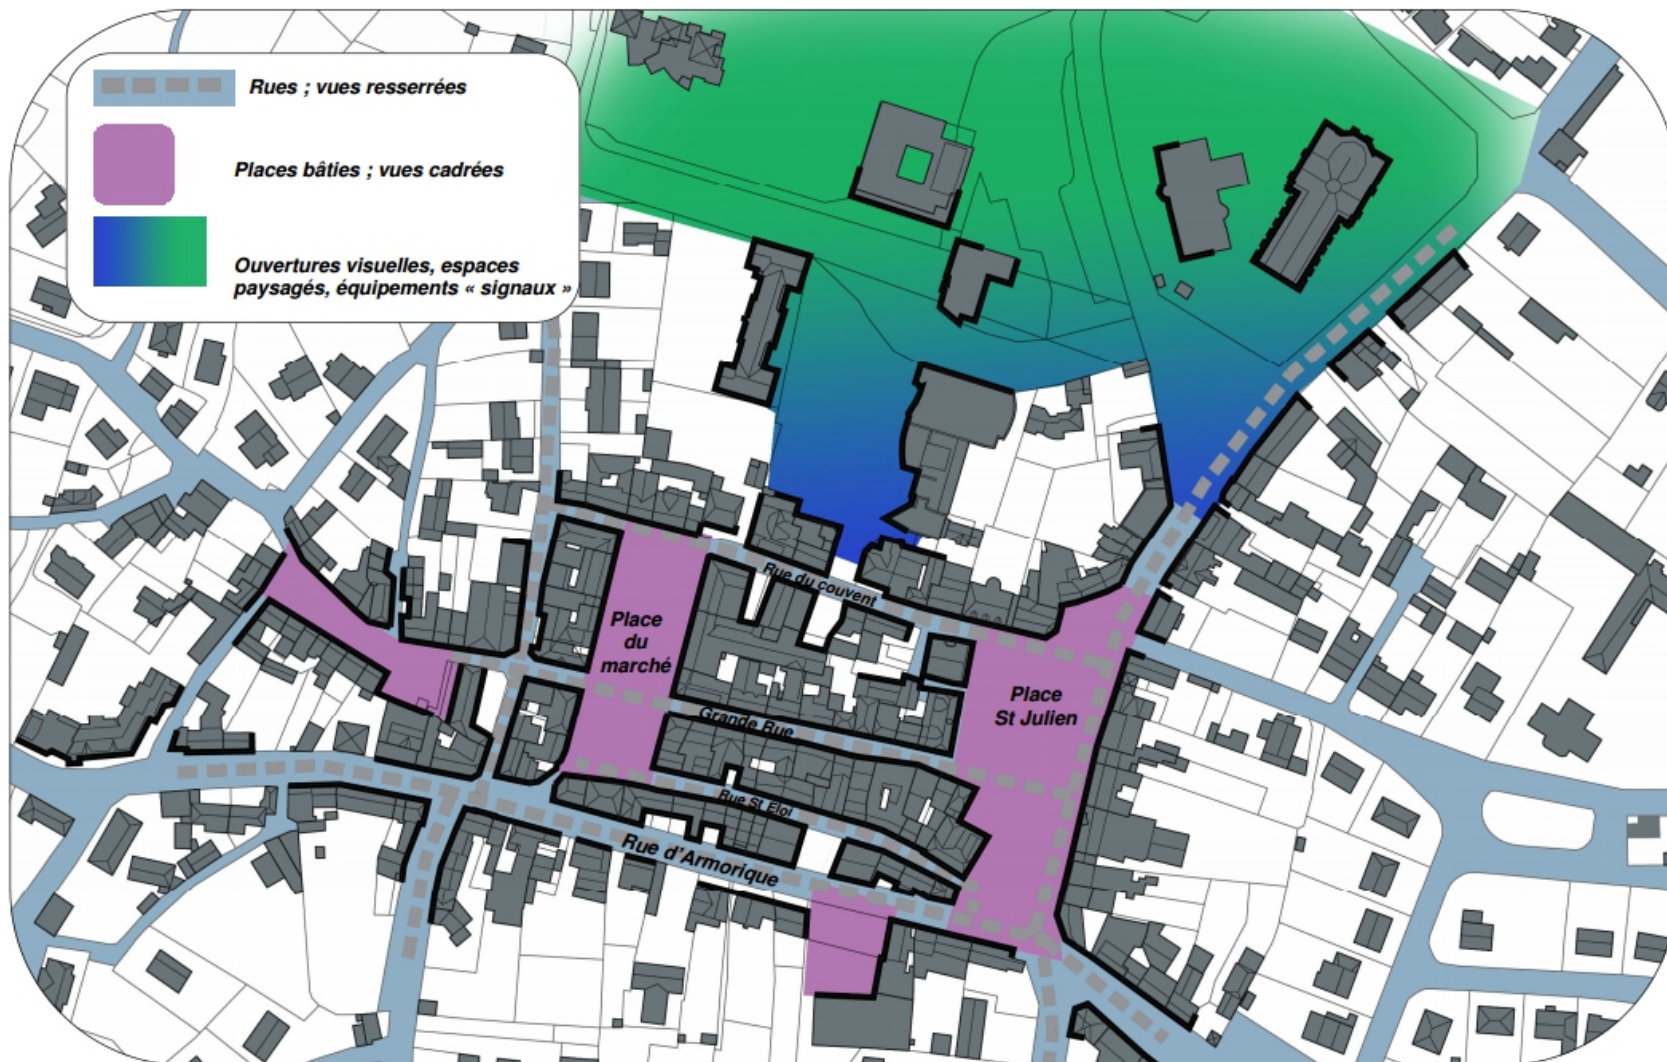 Rues ; vues resserrées
Places bâties ; vues cadrées
Ouvertures visuelles, espaces
paysagés, équipements « signaux »
Rue du couvent
Place
du
marché
Place
St Julien
Grande Rue
Rue St Eloi
Rue d'Armorique